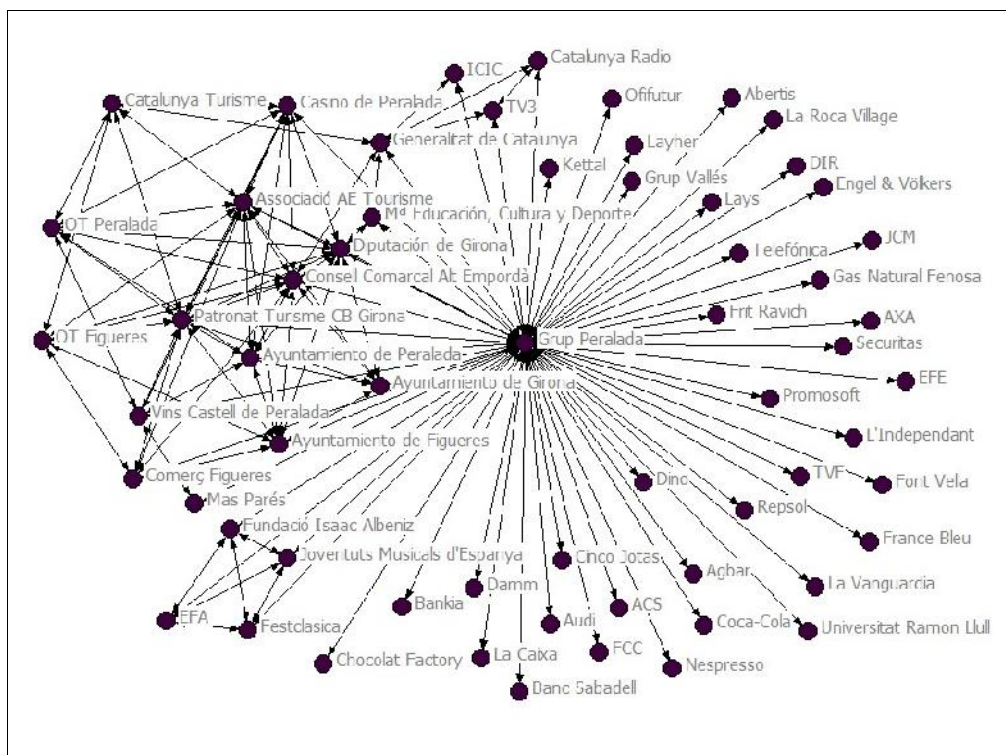 Catalunya Radio
ICIC
Catalunya Turisme
Casino de Peralada
TV3
Offifutur
Abertis
La Roca Village
Generalitat de Catalunya
Layher
Kettal
Grup Vallés
DIR
Engel & Völkers
Associació AE Tourisme
Mª Educación, Cultura y Deporte
Lays
OT Peralada
Diputación de Girona
JCM
Telefónica
Consel Comarcal Alt Empordà
Gas Natural Fenosa
Patronat Turisme CB Girona
Frit Ravich
AXA
OT Figueres
Grup Peralada
Securitas
Ayuntamiento de Peralada
Ayuntamiento de Girona
EFE
Promosoft
Vins Castell de Peralada
Ayuntamiento de Figueres
L'Independant
Comerç Figueres
Dino
TVF
Font Vela
Mas Parés
Repsol
Fundació Isaac Albeniz
France Bleu
Joventuts Musicals d'Espanya
Cinco Jotas
Agbar
La Vanguardia
Damm
Bankia
ACS
EFA
Festclasica
Audi
Coca-Cola
Universitat Ramon Llull
Chocolat Factory
La Caixa
FCC
Nespresso
Banc Sabadell